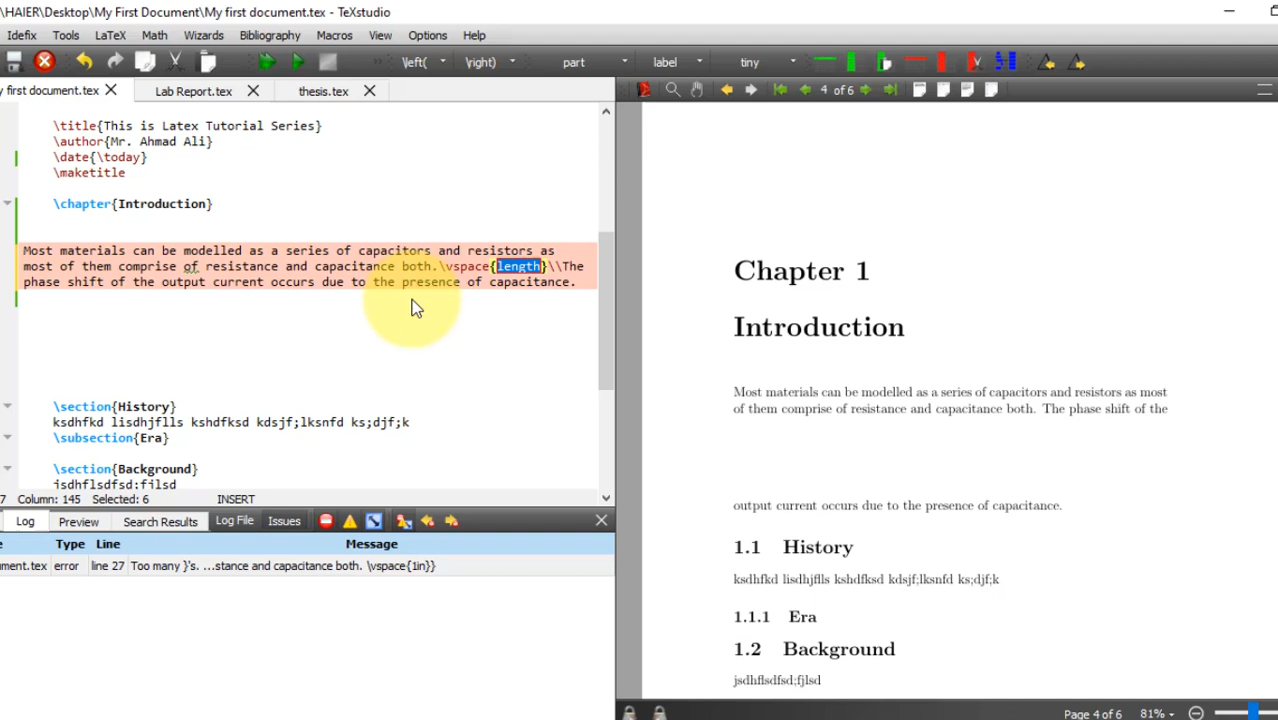 \HAIER\Desktop\My First Document\My first document.tex - TeXstudio
Idefix Tools LaTeX Math Wizards Bibliography Macros View Options Help
\left( \right) part label tiny
y first document.tex Lab Report.tex thesis.tex
4 of 6
\title{This is Latex Tutorial Series}
\author{Mr. Ahmad Ali}
\date{\today}
\maketitle
\chapter{Introduction}
Most materials can be modelled as a series of capacitors and resistors as
most of them comprise of resistance and capacitance both.\vspace{length}\\The
phase shift of the output current occurs due to the presence of capacitance.
\section{History}
ksdhfkd lisdhjflls kshdfksd kdsjf;lksnfd ks;djf;k
\subsection{Era}
\section{Background}
jsdhflsdfsd;fjlsd
7 Column: 145 Selected: 6 INSERT
Log Preview Search Results Log File Issues
e Type Line Message
ument.tex error line 27 Too many }'s. ...stance and capacitance both. \vspace{1in}}
Chapter 1
Introduction
Most materials can be modelled as a series of capacitors and resistors as most
of them comprise of resistance and capacitance both. The phase shift of the
output current occurs due to the presence of capacitance.
1.1 History
ksdhfkd lisdhjflls kshdfksd kdsjf;lksnfd ks;djf;k
1.1.1 Era
1.2 Background
jsdhflsdfsd;fjlsd
Page 4 of 6 81%